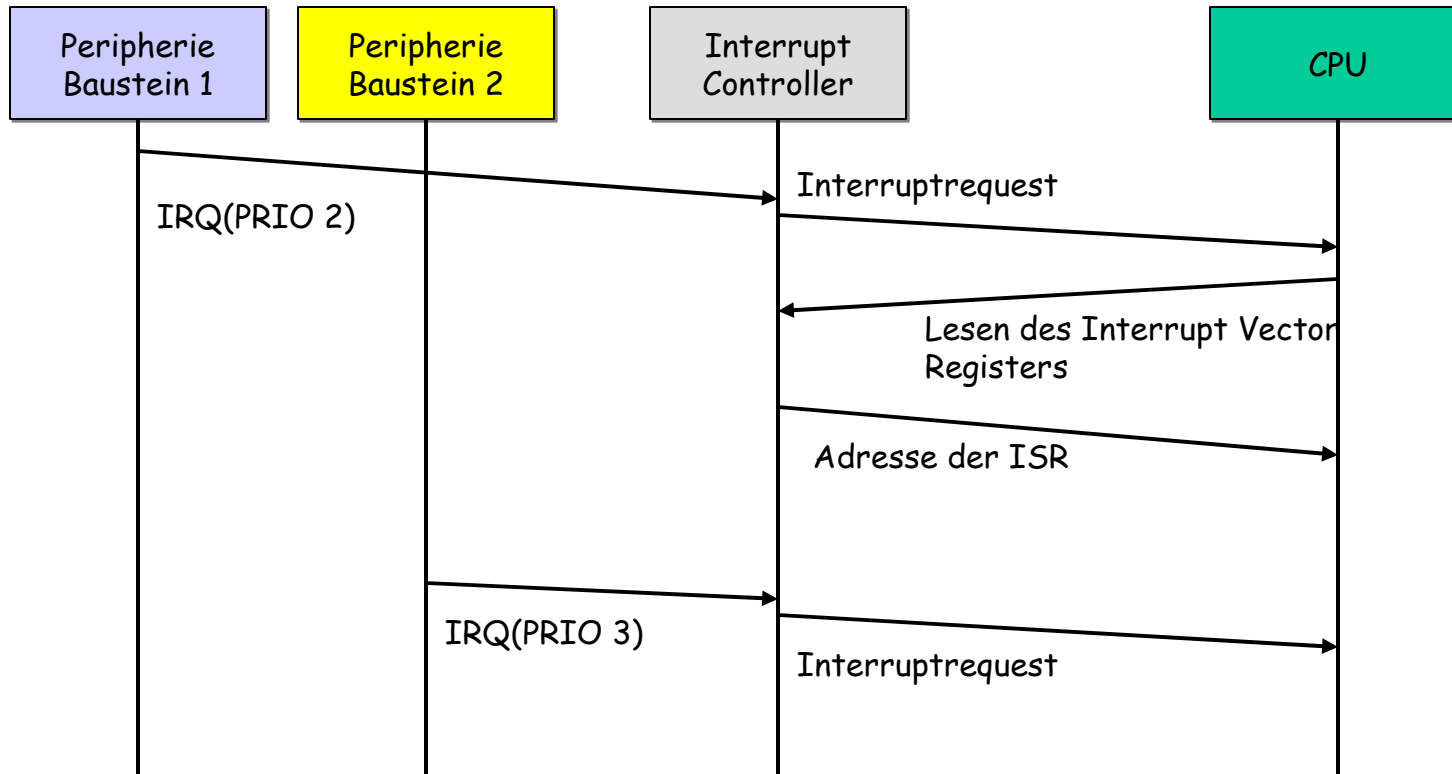 Peripherie
Baustein 1
Peripherie
Baustein 2
Interrupt
Controller
CPU
Interruptrequest
IRQ(PRIO 2)
Lesen des Interrupt Vector
Registers
Adresse der ISR
IRQ(PRIO 3)
Interruptrequest